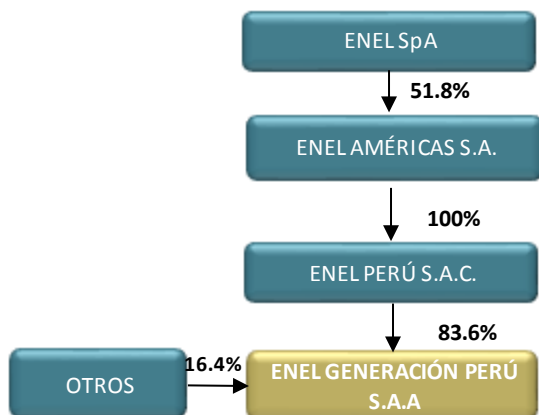 ENEL SpA
51.8%
ENEL AMÉRICAS S.A.
100%
ENEL PERÚ S.A.C.
83.6%
OTROS
16.4%
ENEL GENERACIÓN PERÚ
S.A.A